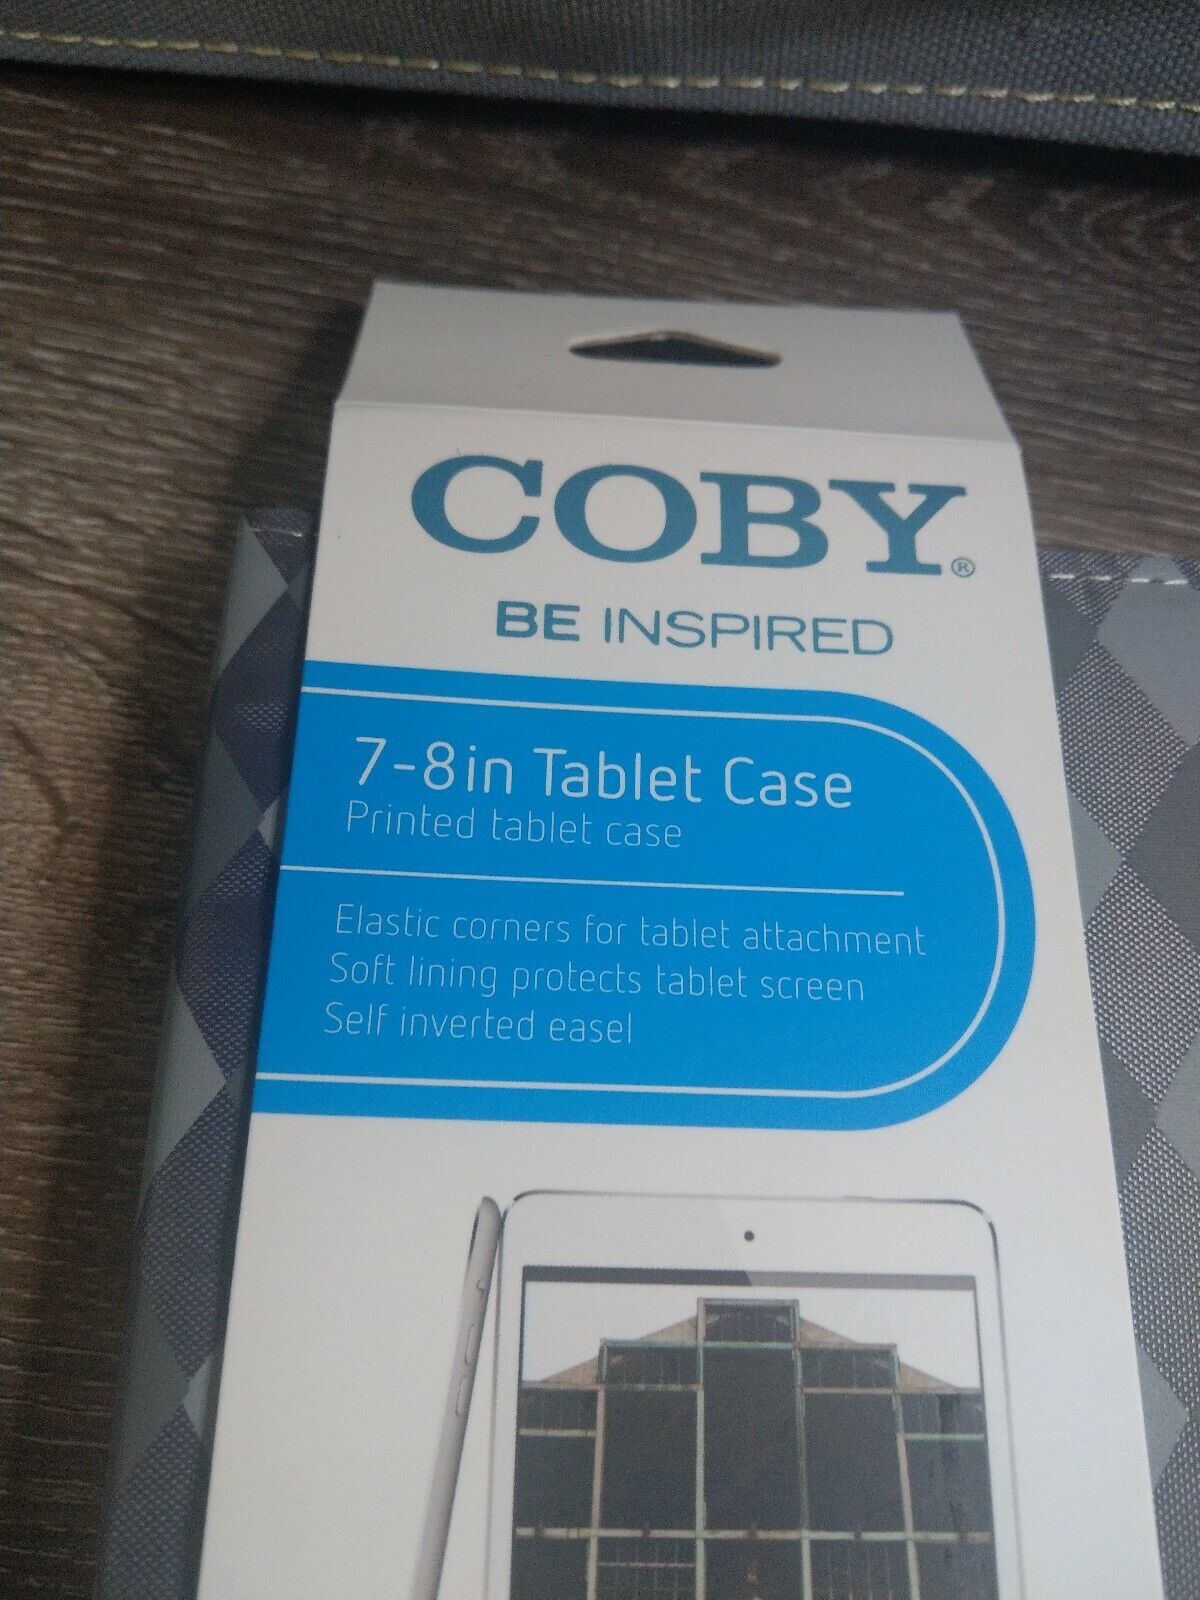 COBY®
BE INSPIRED
7-8in Tablet Case
Printed tablet case
Elastic corners for tablet attachment
Soft lining protects tablet screen
Self inverted easel